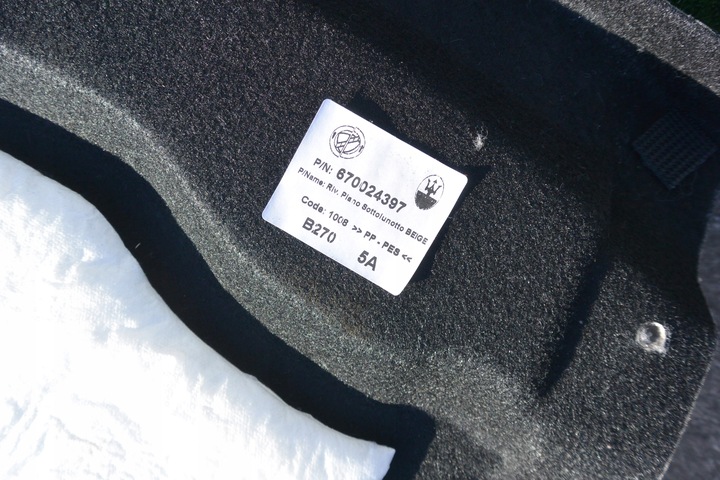 P/N: 670024397
P/Name: Riv. Piano Sottolunotto BEIGE
Code: 1008 >> PP - PES <<
B270 5A